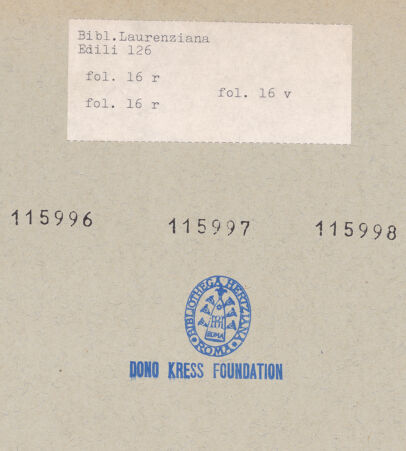 Bibl.Laurenziana
Edili 126
fol. 16 r
fol. 16 v
fol. 16 r
115996 115997 115998
BIBLIOTHECA HERTZIANA
ROMA
ROMA
DONO KRESS FOUNDATION